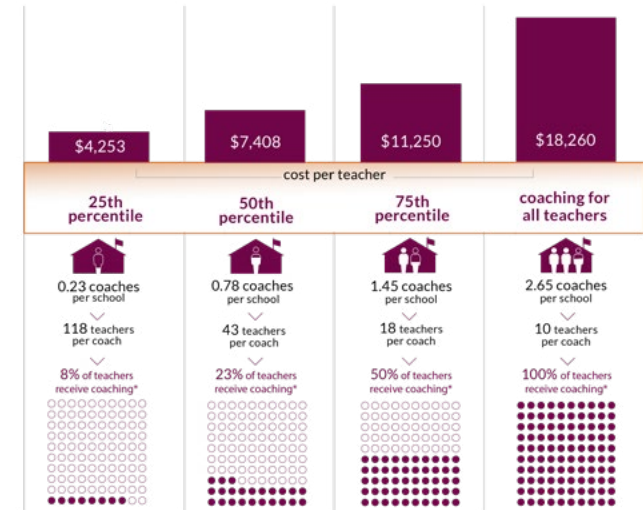 $4,253
$7,408
$11,250
$18,260
cost per teacher
25th
percentile
50th
percentile
75th
percentile
coaching for
all teachers
0.23 coaches
per school
0.78 coaches
per school
1.45 coaches
per school
2.65 coaches
per school
118 teachers
per coach
43 teachers
per coach
18 teachers
per coach
10 teachers
per coach
8% of teachers
receive coaching*
23% of teachers
receive coaching*
50% of teachers
receive coaching*
100% of teachers
receive coaching*